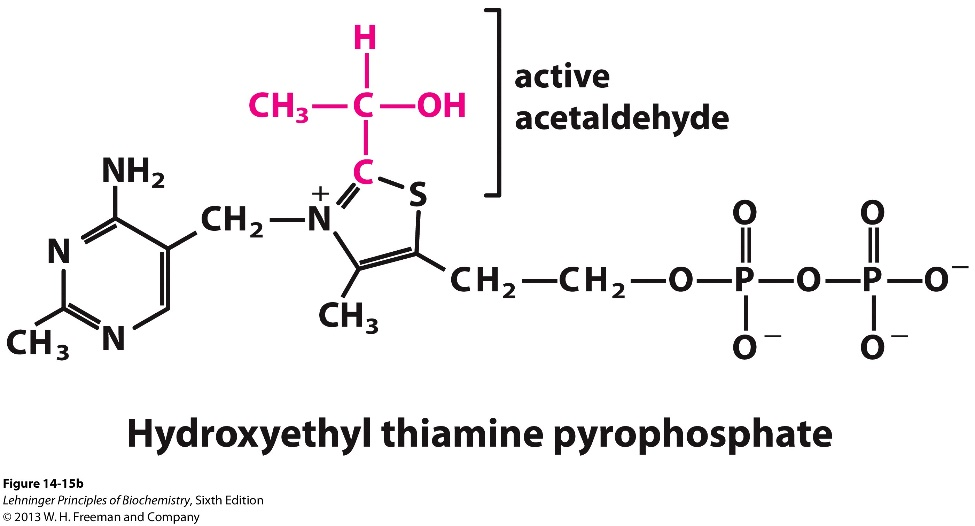 H
active
CH₃—C—OH
acetaldehyde
NH₂
C
S
+
N
CH₂
N
O
O
CH₂—CH₂—O—P—O—P—O⁻
CH₃
N
CH₃
O⁻
O⁻
Hydroxyethyl thiamine pyrophosphate
Figure 14-15b
Lehninger Principles of Biochemistry, Sixth Edition
© 2013 W. H. Freeman and Company